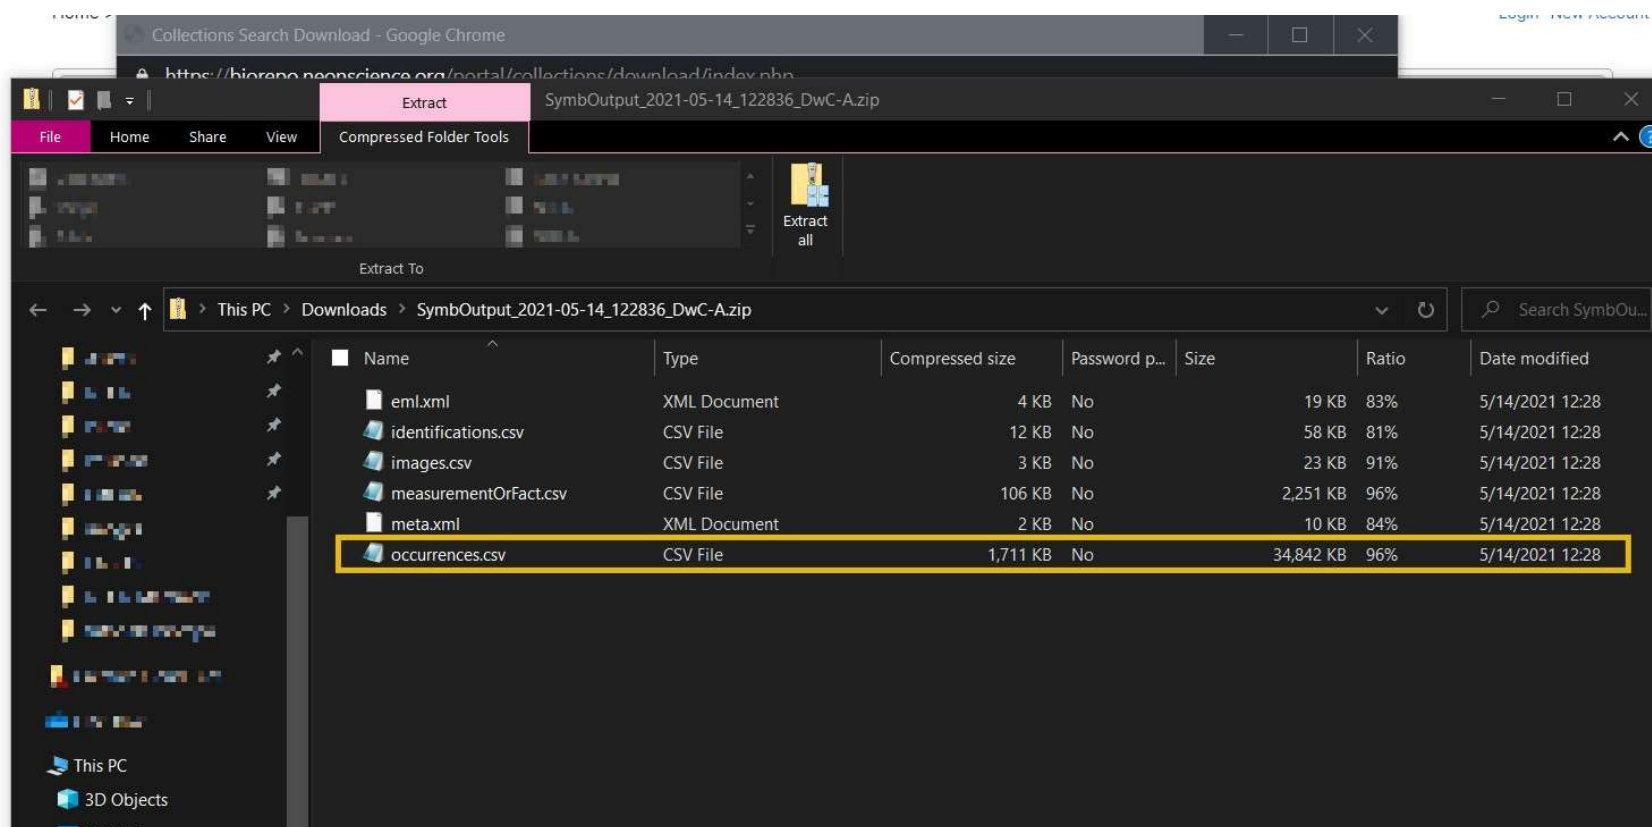 Collections Search Download - Google Chrome
https://biorepo.neonscience.org/portal/collections/download/index.php
Extract SymbOutput_2021-05-14_122836_DwC-A.zip
File Home Share View Compressed Folder Tools
Extract
all
Extract To
This PC > Downloads > SymbOutput_2021-05-14_122836_DwC-A.zip Search SymbOu...
Name Type Compressed size Password p... Size Ratio Date modified
eml.xml XML Document 4 KB No 19 KB 83% 5/14/2021 12:28
identifications.csv CSV File 12 KB No 58 KB 81% 5/14/2021 12:28
images.csv CSV File 3 KB No 23 KB 91% 5/14/2021 12:28
measurementOrFact.csv CSV File 106 KB No 2,251 KB 96% 5/14/2021 12:28
meta.xml XML Document 2 KB No 10 KB 84% 5/14/2021 12:28
occurrences.csv CSV File 1,711 KB No 34,842 KB 96% 5/14/2021 12:28
This PC
3D Objects